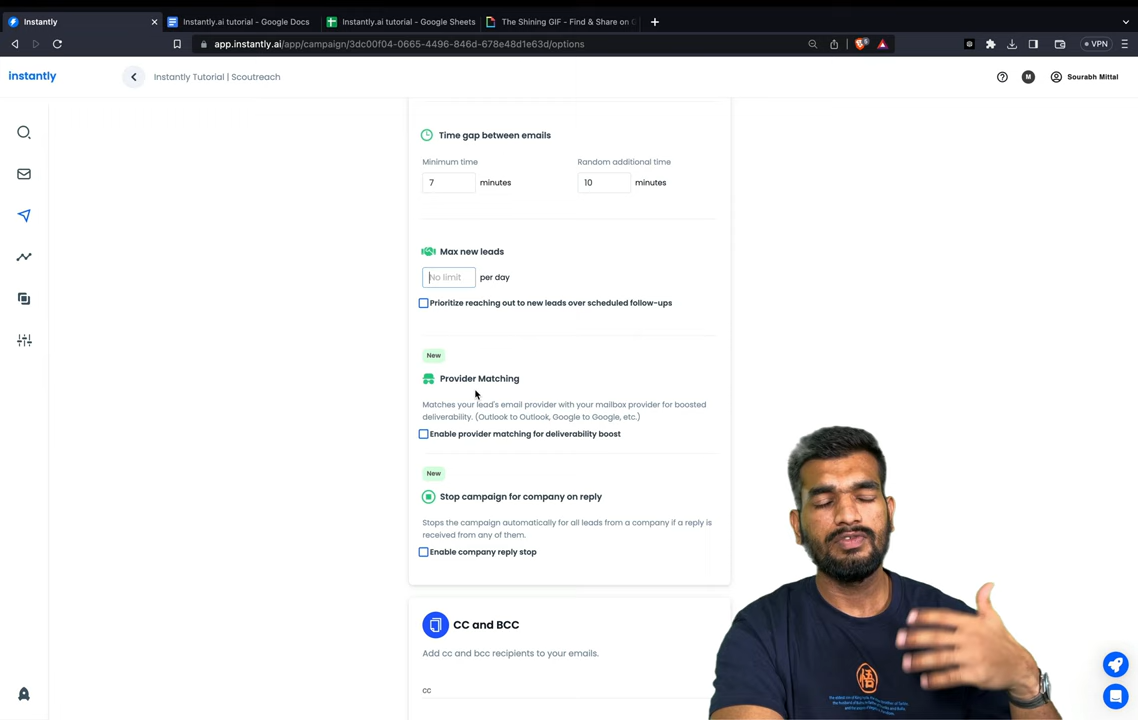 Instantly
Instantly.ai tutorial - Google Docs
Instantly.ai tutorial - Google Sheets
The Shining GIF - Find & Share on
app.instantly.ai/app/campaign/3dc00f04-0665-4496-846d-678e48d1e63d/options
VPN
instantly
Instantly Tutorial | Scoutreach
M
Sourabh Mittal
Time gap between emails
Minimum time
Random additional time
7 minutes
10 minutes
Max new leads
No limit per day
Prioritize reaching out to new leads over scheduled follow-ups
New
Provider Matching
Matches your lead's email provider with your mailbox provider for boosted
deliverability. (Outlook to Outlook, Google to Google, etc.)
Enable provider matching for deliverability boost
New
Stop campaign for company on reply
Stops the campaign automatically for all leads from a company if a reply is
received from any of them.
Enable company reply stop
CC and BCC
Add cc and bcc recipients to your emails.
cc
悟